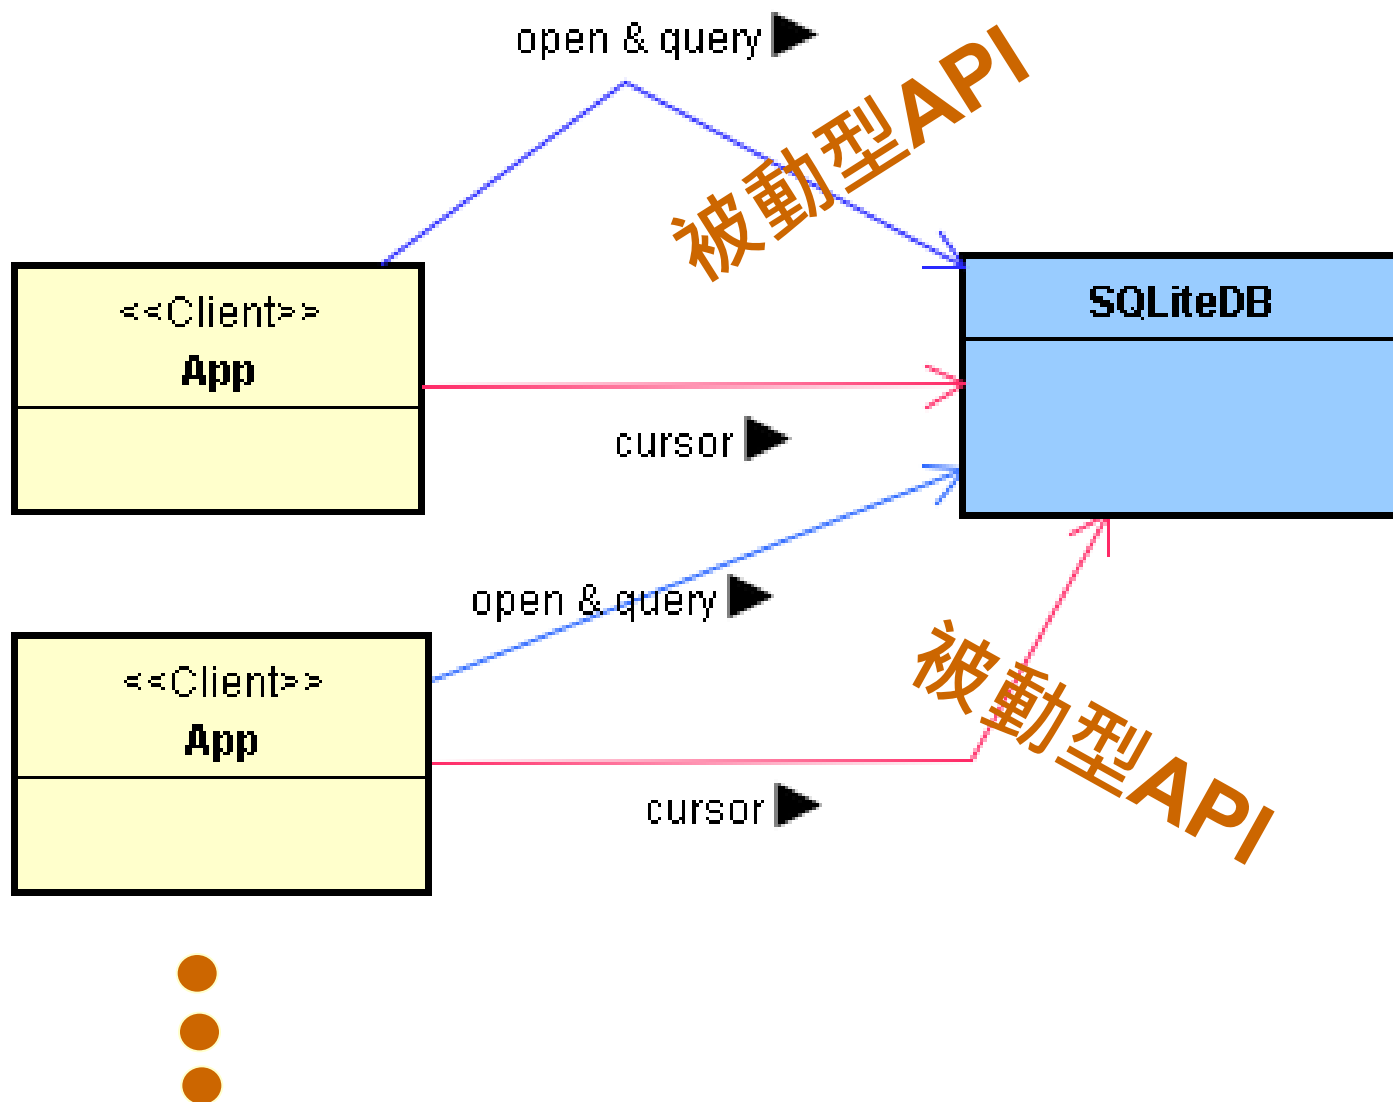 open & query
被動型API
<<Client>>
App
SQLiteDB
cursor
open & query
<<Client>>
App
被動型API
cursor